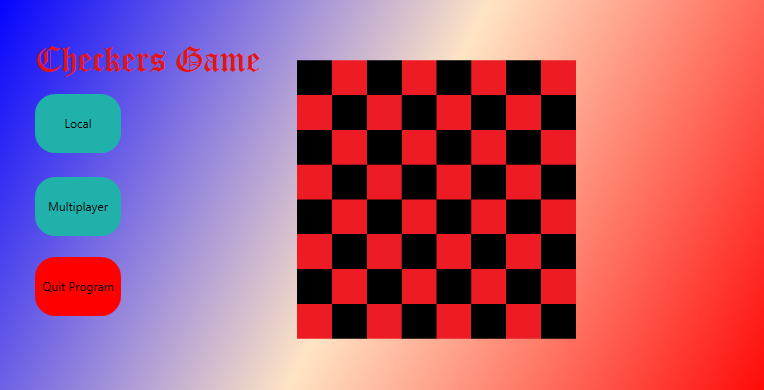 Checkers Game
Local
Multiplayer
Quit Program